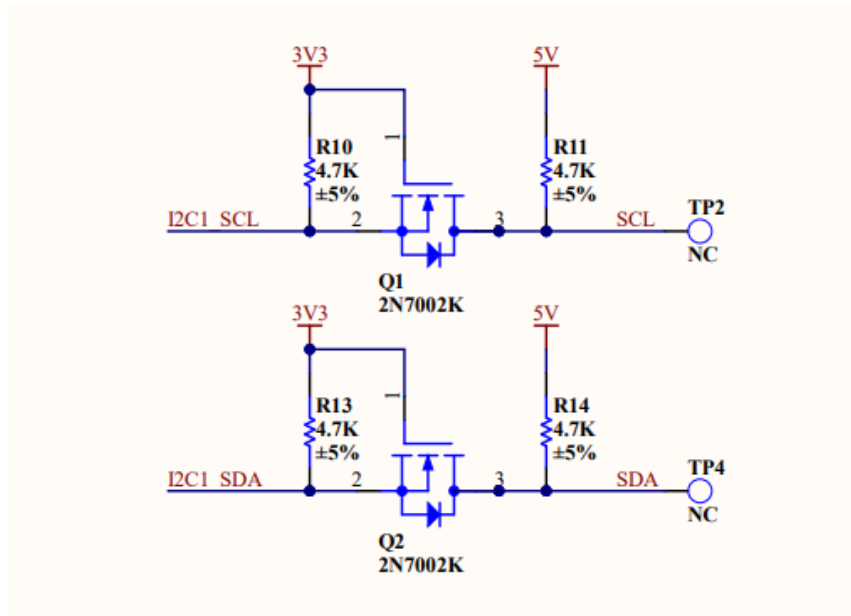 3V3
5V
1
R10
4.7K
±5%
R11
4.7K
±5%
I2C1_SCL
2
3
SCL
TP2
NC
Q1
2N7002K
3V3
5V
1
R13
4.7K
±5%
R14
4.7K
±5%
I2C1_SDA
2
3
SDA
TP4
NC
Q2
2N7002K